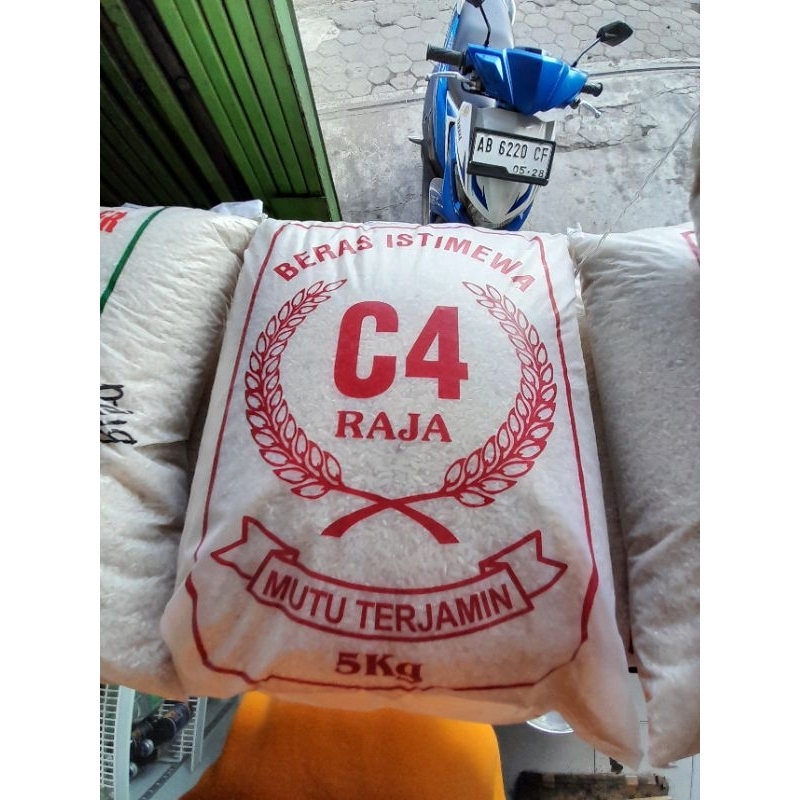 AB 6220 CF
05·28
BERAS ISTIMEWA
C4
RAJA
MUTU TERJAMIN
5Kg